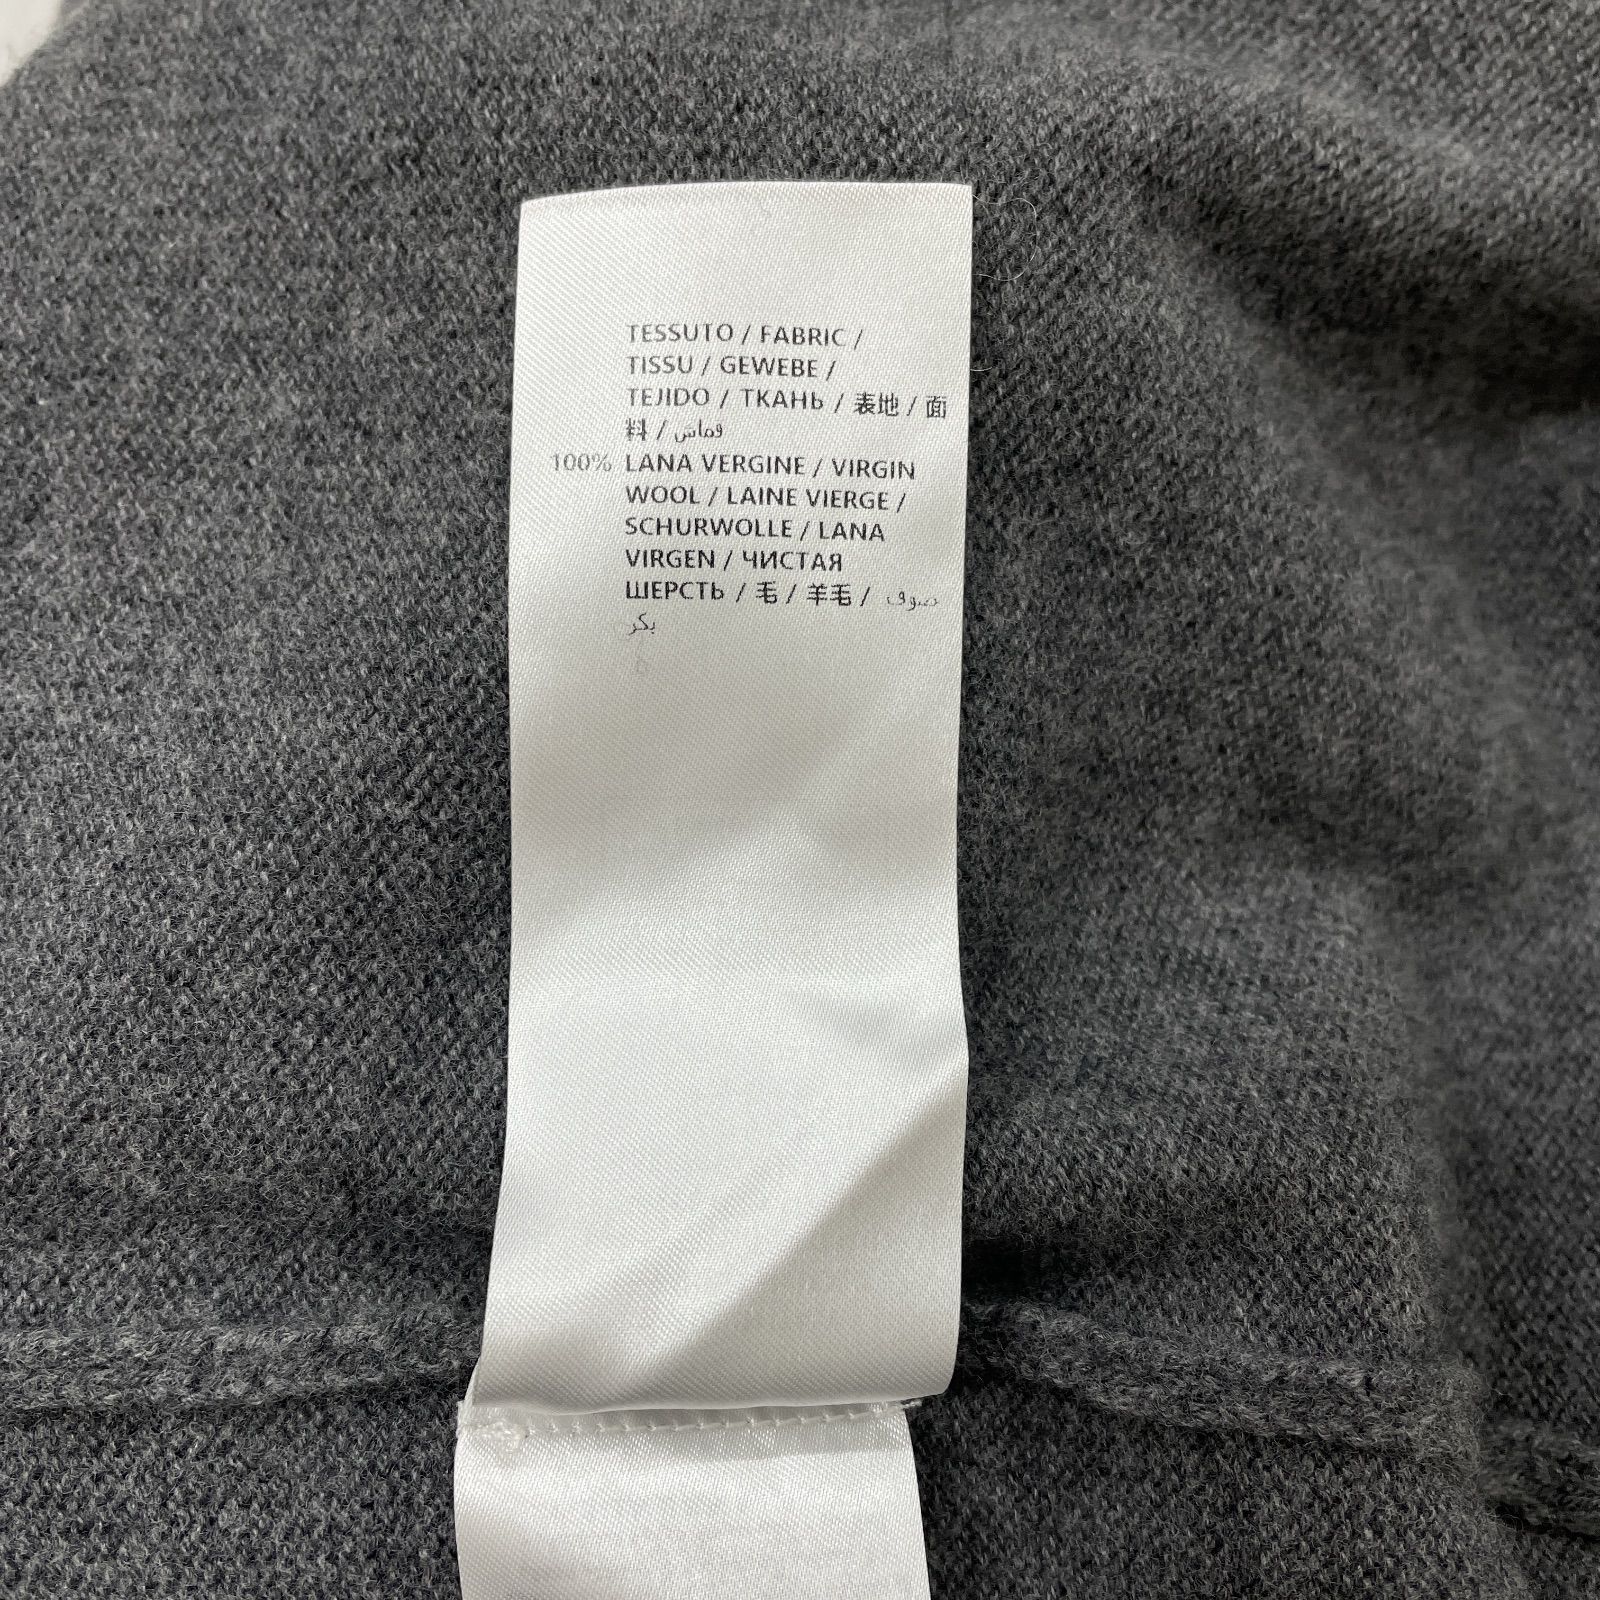 TESSUTO / FABRIC /
TISSU / GEWEBE /
TEJIDO / ТКАНЬ / 表地 / 面
料 / قماش
100% LANA VERGINE / VIRGIN
WOOL / LAINE VIERGE /
SCHURWOLLE / LANA
VIRGEN / ЧИСТАЯ
ШЕРСТЬ / 毛 / 羊毛 / صوف
بكر